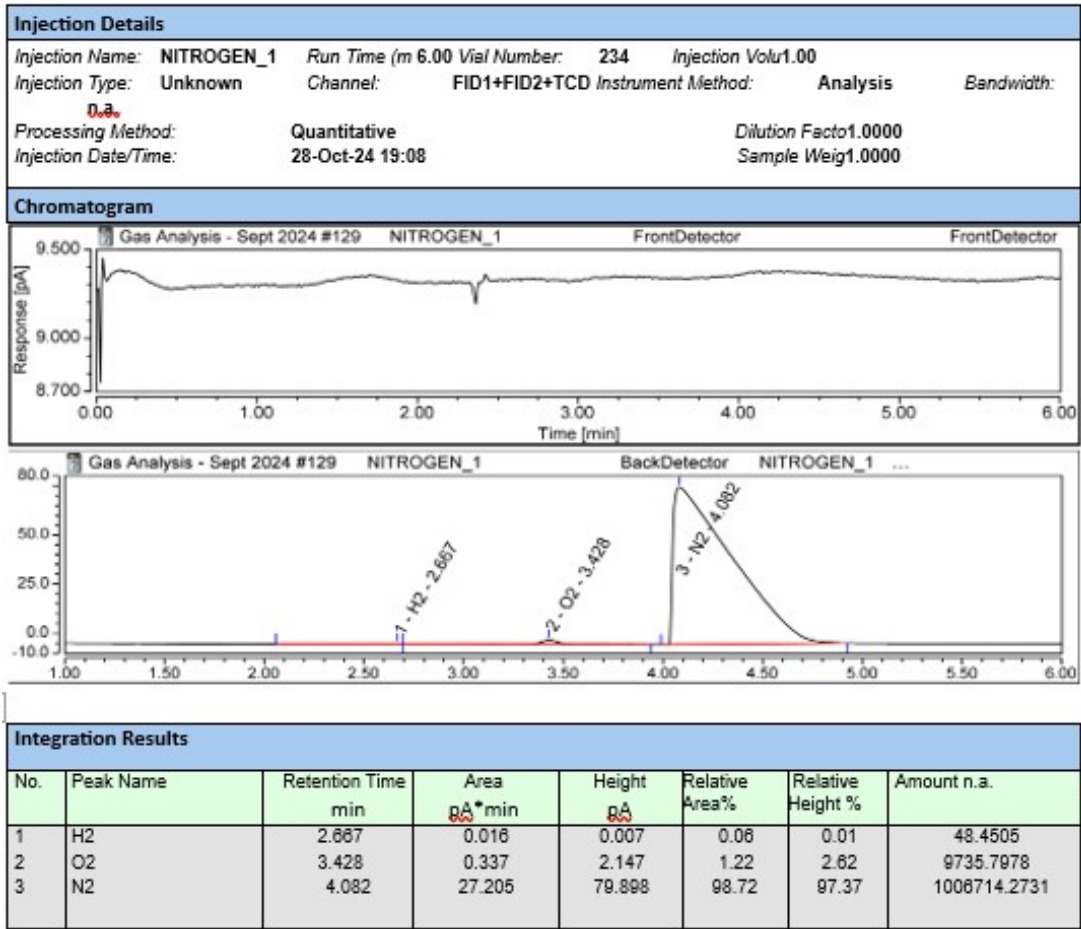 Injection Details
Injection Name: NITROGEN_1 Run Time (m 6.00 Vial Number: 234 Injection Volu1.00
Injection Type: Unknown Channel: FID1+FID2+TCD Instrument Method: Analysis Bandwidth:
n.a.
Processing Method: Quantitative Dilution Facto1.0000
Injection Date/Time: 28-Oct-24 19:08 Sample Weig1.0000
Chromatogram
Gas Analysis - Sept 2024 #129 NITROGEN_1 FrontDetector FrontDetector
9.500
9.000
8.700
Response [pA]
0.00 1.00 2.00 3.00 4.00 5.00 6.00
Time [min]
Gas Analysis - Sept 2024 #129 NITROGEN_1 BackDetector NITROGEN_1 ...
80.0
50.0
25.0
0.0
-10.0
1 - H2 - 2.667
2 - O2 - 3.428
3 - N2 - 4.082
1.00 1.50 2.00 2.50 3.00 3.50 4.00 4.50 5.00 5.50 6.00
Integration Results
No. Peak Name Retention Time Area Height Relative Relative Amount n.a.
min pA*min pA Area% Height %
1 H2 2.667 0.016 0.007 0.06 0.01 48.4505
2 O2 3.428 0.337 2.147 1.22 2.62 9735.7978
3 N2 4.082 27.205 79.898 98.72 97.37 1006714.2731